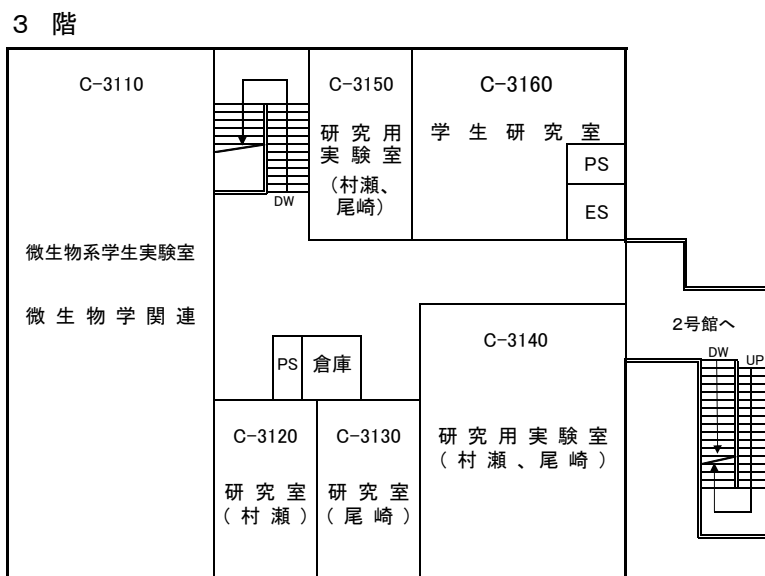 3 階
C-3110
微生物系学生実験室
微生物学関連
DW
C-3150
研究用
実験室
(村瀬、
尾崎)
C-3160
学生研究室
PS
ES
2号館へ
DW
UP
PS
倉庫
C-3120
研究室
(村瀬)
C-3130
研究室
(尾崎)
C-3140
研究用実験室
(村瀬、尾崎)